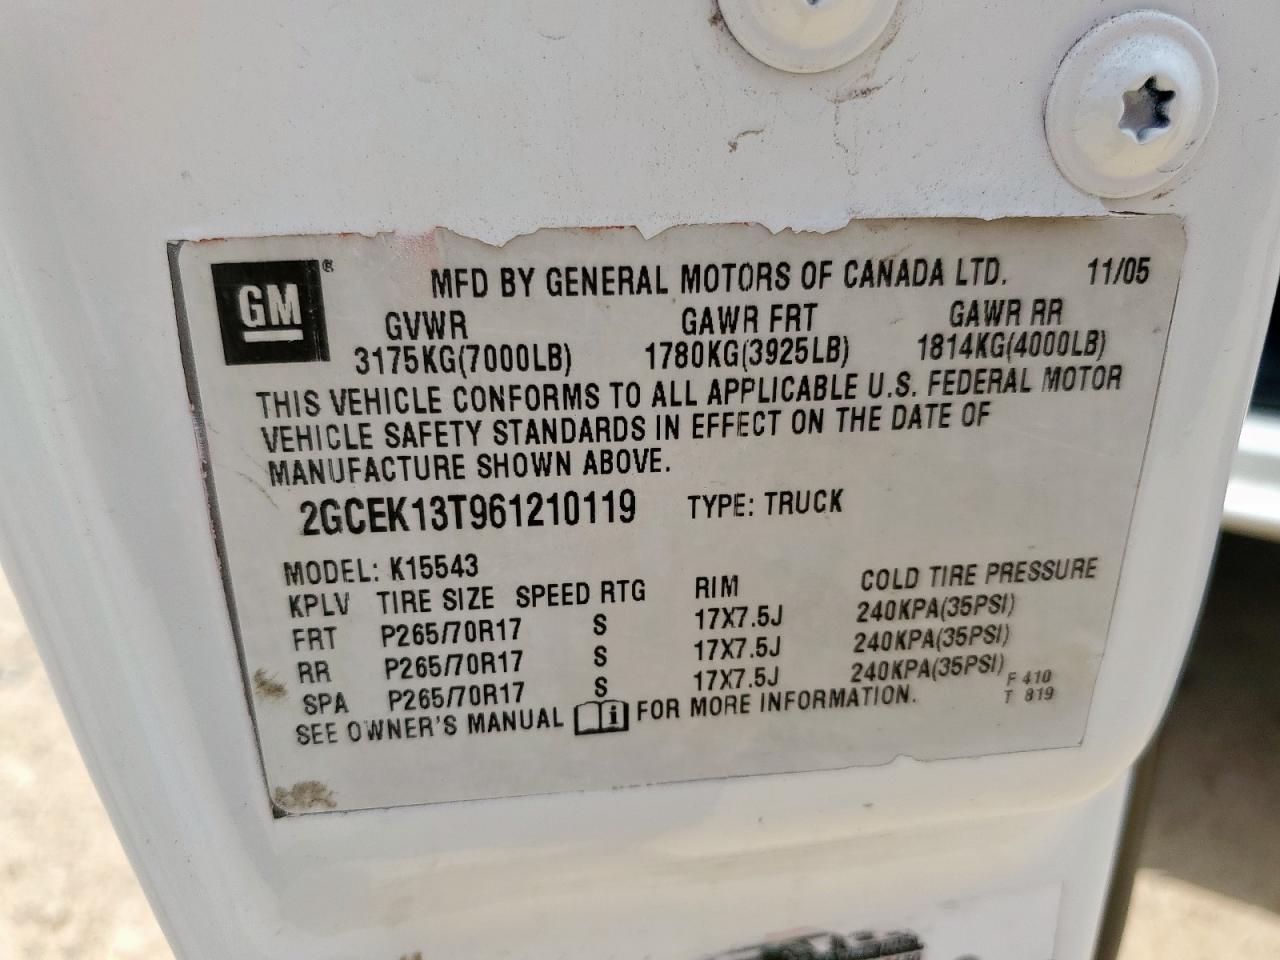 GM ®
MFD BY GENERAL MOTORS OF CANADA LTD. 11/05
GVWR GAWR FRT GAWR RR
3175KG(7000LB) 1780KG(3925LB) 1814KG(4000LB)
THIS VEHICLE CONFORMS TO ALL APPLICABLE U.S. FEDERAL MOTOR
VEHICLE SAFETY STANDARDS IN EFFECT ON THE DATE OF
MANUFACTURE SHOWN ABOVE.
2GCEK13T961210119 TYPE: TRUCK
MODEL: K15543
KPLV TIRE SIZE SPEED RTG RIM COLD TIRE PRESSURE
FRT P265/70R17 S 17X7.5J 240KPA(35PSI)
RR P265/70R17 S 17X7.5J 240KPA(35PSI)
SPA P265/70R17 S 17X7.5J 240KPA(35PSI)
SEE OWNER'S MANUAL i FOR MORE INFORMATION.
F 410
T 819